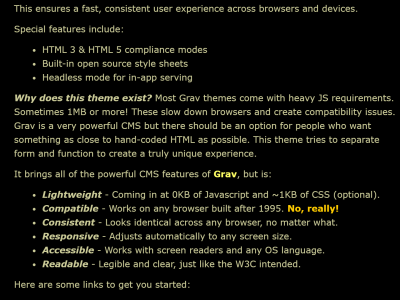 This ensures a fast, consistent user experience across browsers and devices.
Special features include:
• HTML 3 & HTML 5 compliance modes
• Built-in open source style sheets
• Headless mode for in-app serving
Why does this theme exist? Most Grav themes come with heavy JS requirements.
Sometimes 1MB or more! These slow down browsers and create compatibility issues.
Grav is a very powerful CMS but there should be an option for people who want
something as close to hand-coded HTML as possible. This theme tries to separate
form and function to create a truly unique experience.
It brings all of the powerful CMS features of Grav, but is:
• Lightweight - Coming in at 0KB of Javascript and ~1KB of CSS (optional).
• Compatible - Works on any browser built after 1995. No, really!
• Consistent - Looks identical across any browser, no matter what.
• Responsive - Adjusts automatically to any screen size.
• Accessible - Works with screen readers and any OS language.
• Readable - Legible and clear, just like the W3C intended.
Here are some links to get you started: